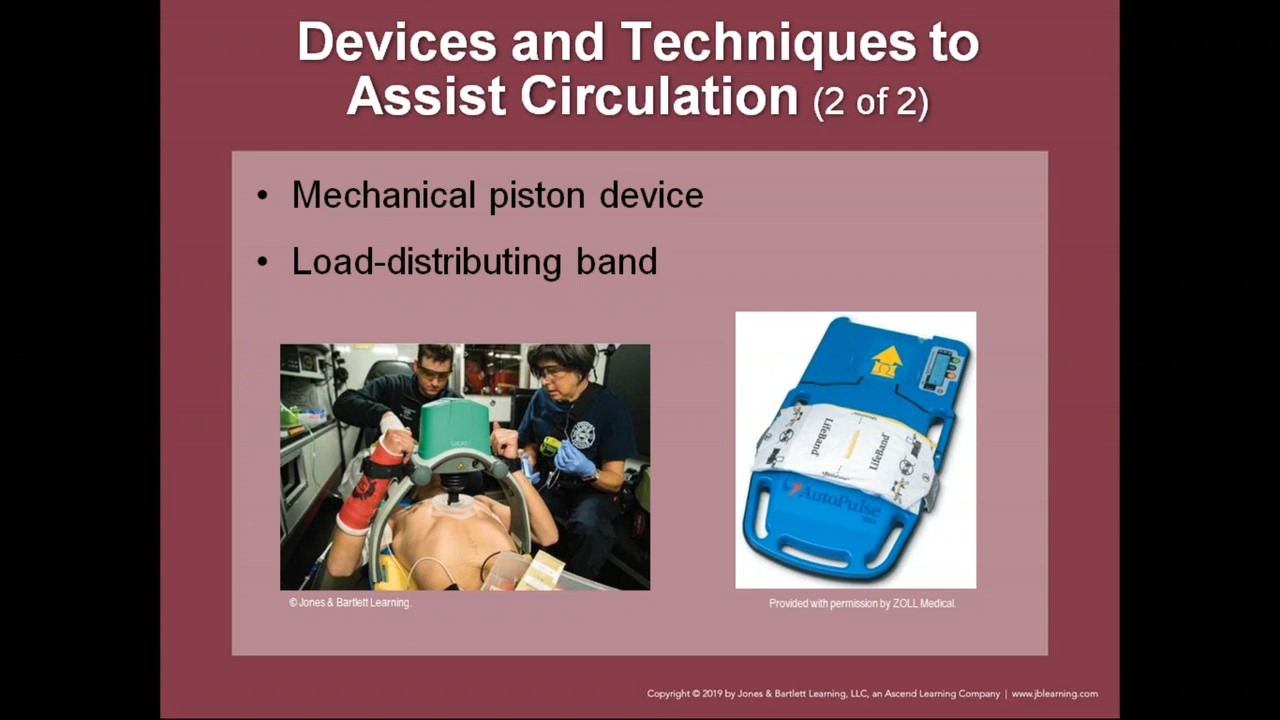 Devices and Techniques to
Assist Circulation (2 of 2)
• Mechanical piston device
• Load-distributing band
LUCAS
LifeBand
LifeBand
AutoPulse
© Jones & Bartlett Learning.
Provided with permission by ZOLL Medical.
Copyright © 2019 by Jones & Bartlett Learning, LLC, an Ascend Learning Company | www.jblearning.com